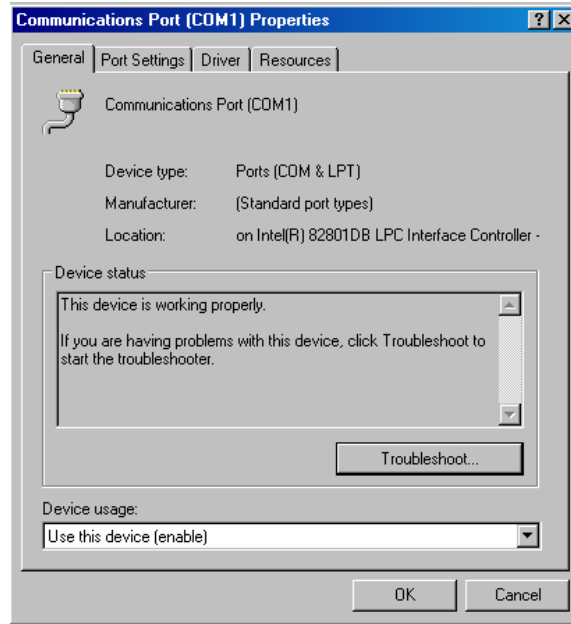 Communications Port (COM1) Properties
General Port Settings Driver Resources
Communications Port (COM1)
Device type: Ports (COM & LPT)
Manufacturer: (Standard port types)
Location: on Intel(R) 82801DB LPC Interface Controller -
Device status
This device is working properly.
If you are having problems with this device, click Troubleshoot to
start the troubleshooter.
Troubleshoot...
Device usage:
Use this device (enable)
OK Cancel